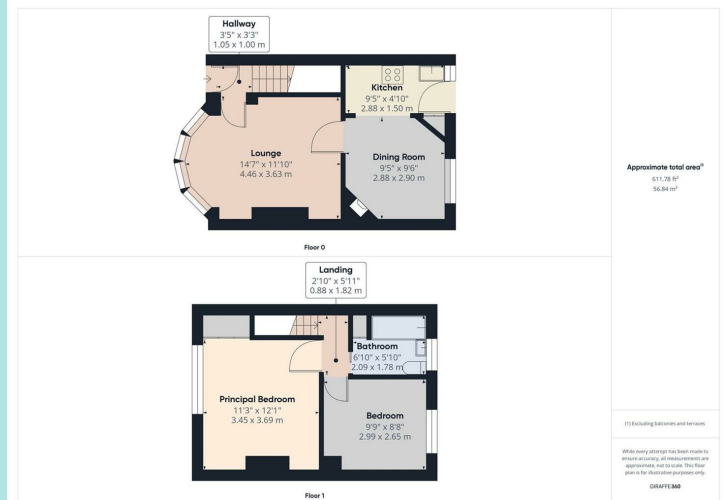 Hallway
3'5" x 3'3"
1.05 x 1.00 m
Kitchen
9'5" x 4'10"
2.88 x 1.50 m
Lounge
14'7" x 11'10"
4.46 x 3.63 m
Dining Room
9'5" x 9'6"
2.88 x 2.90 m
Floor 0
Landing
2'10" x 5'11"
0.88 x 1.82 m
Bathroom
6'10" x 5'10"
2.09 x 1.78 m
Principal Bedroom
11'3" x 12'1"
3.45 x 3.69 m
Bedroom
9'9" x 8'8"
2.99 x 2.65 m
Floor 1
Approximate total area(1)
611.78 ft²
56.84 m²
(1) Excluding balconies and terraces
While every attempt has been made to
ensure accuracy, all measurements are
approximate, not to scale. This floor
plan is for illustrative purposes only.
GIRAFFE360